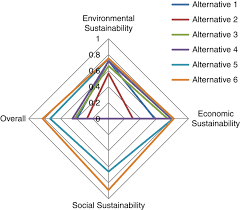 Environmental
Sustainability
1
0.8
0.6
0.4
0.2
0
Overall
Economic
Sustainability
Social Sustainability
Alternative 1
Alternative 2
Alternative 3
Alternative 4
Alternative 5
Alternative 6